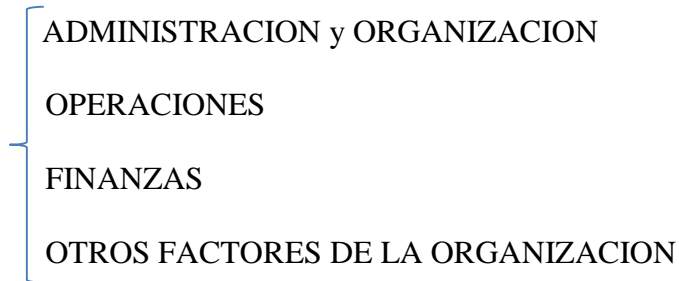 ADMINISTRACION y ORGANIZACION
OPERACIONES
FINANZAS
OTROS FACTORES DE LA ORGANIZACION